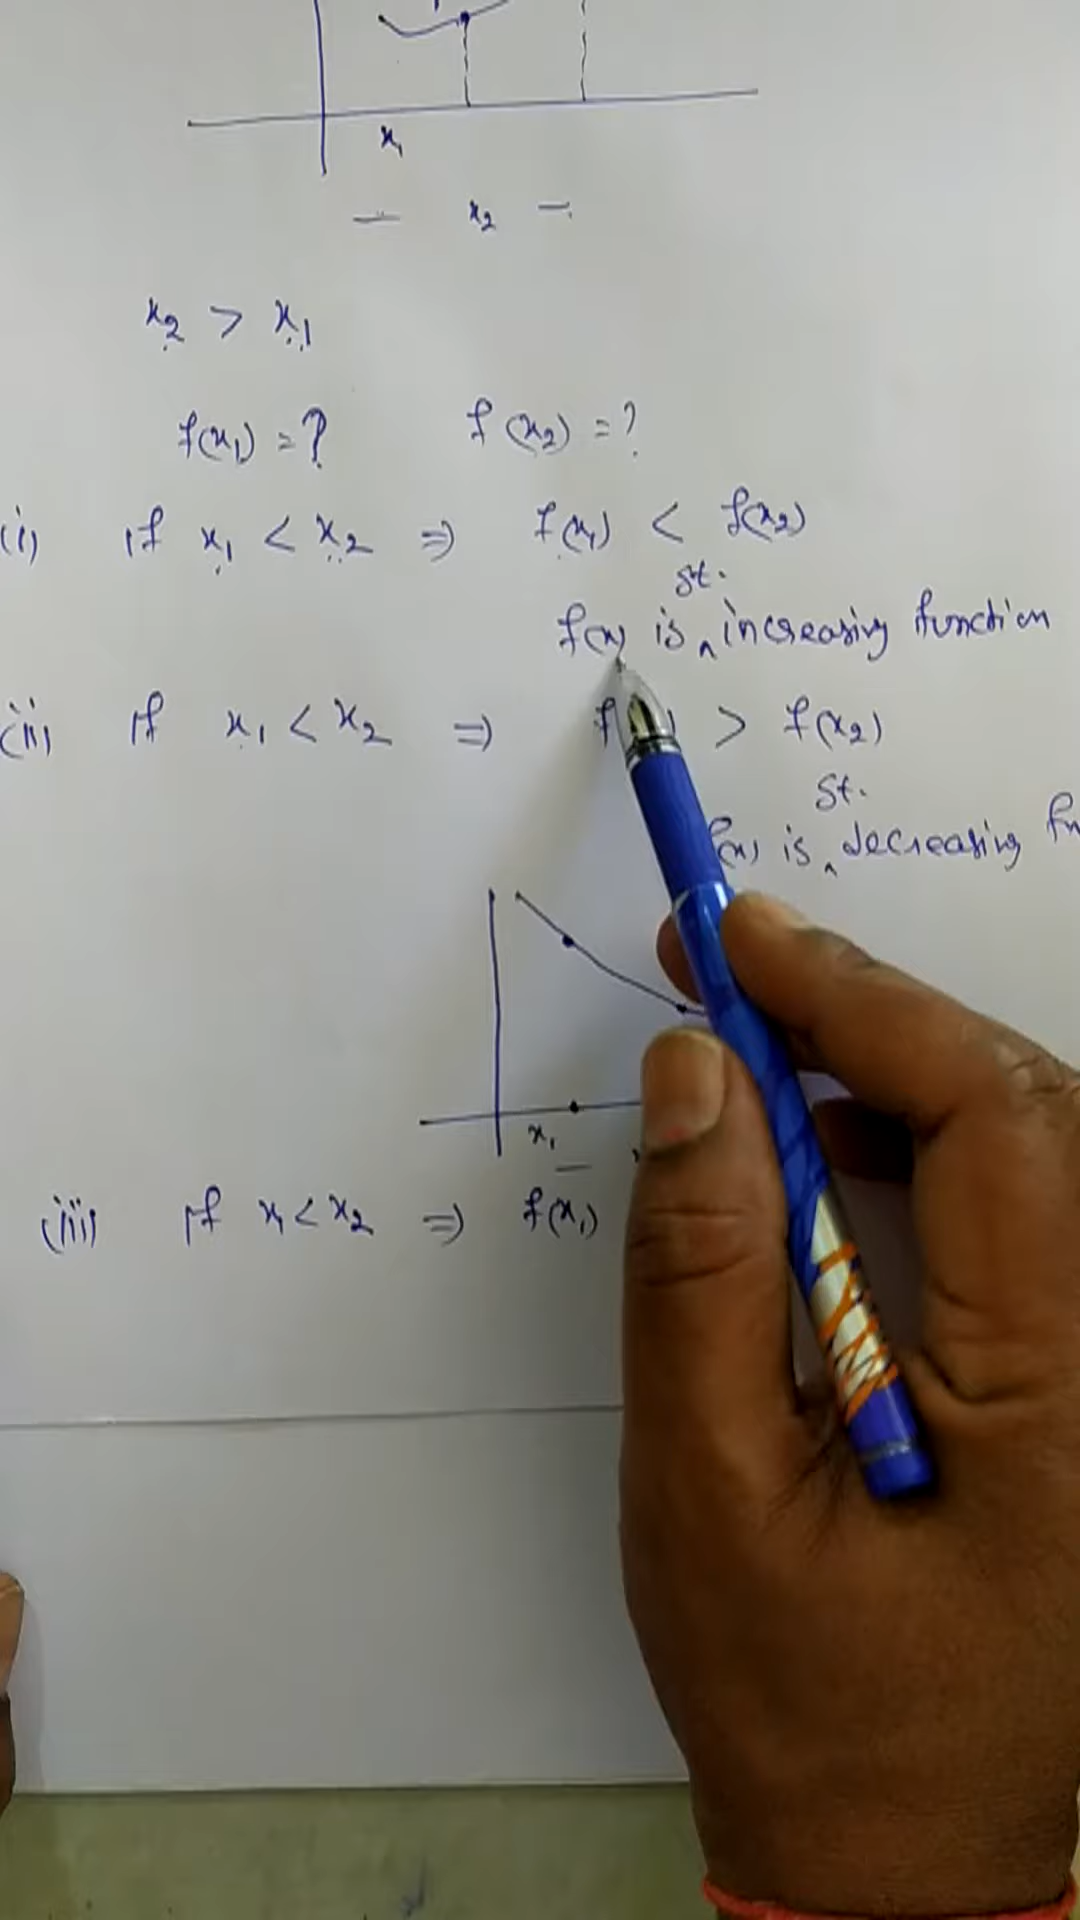 x₁
— x₂ —
x₂ > x₁
f(x₁) = ? f(x₂) = ?
(i) if x₁ < x₂ ⇒ f(x₁) < f(x₂)
st.
f(x) is ^ increasing function
(ii) if x₁ < x₂ ⇒ f > f(x₂)
st.
f(x) is ^ decreasing
x₁
—
(iii) if x₁ < x₂ ⇒ f(x₁)